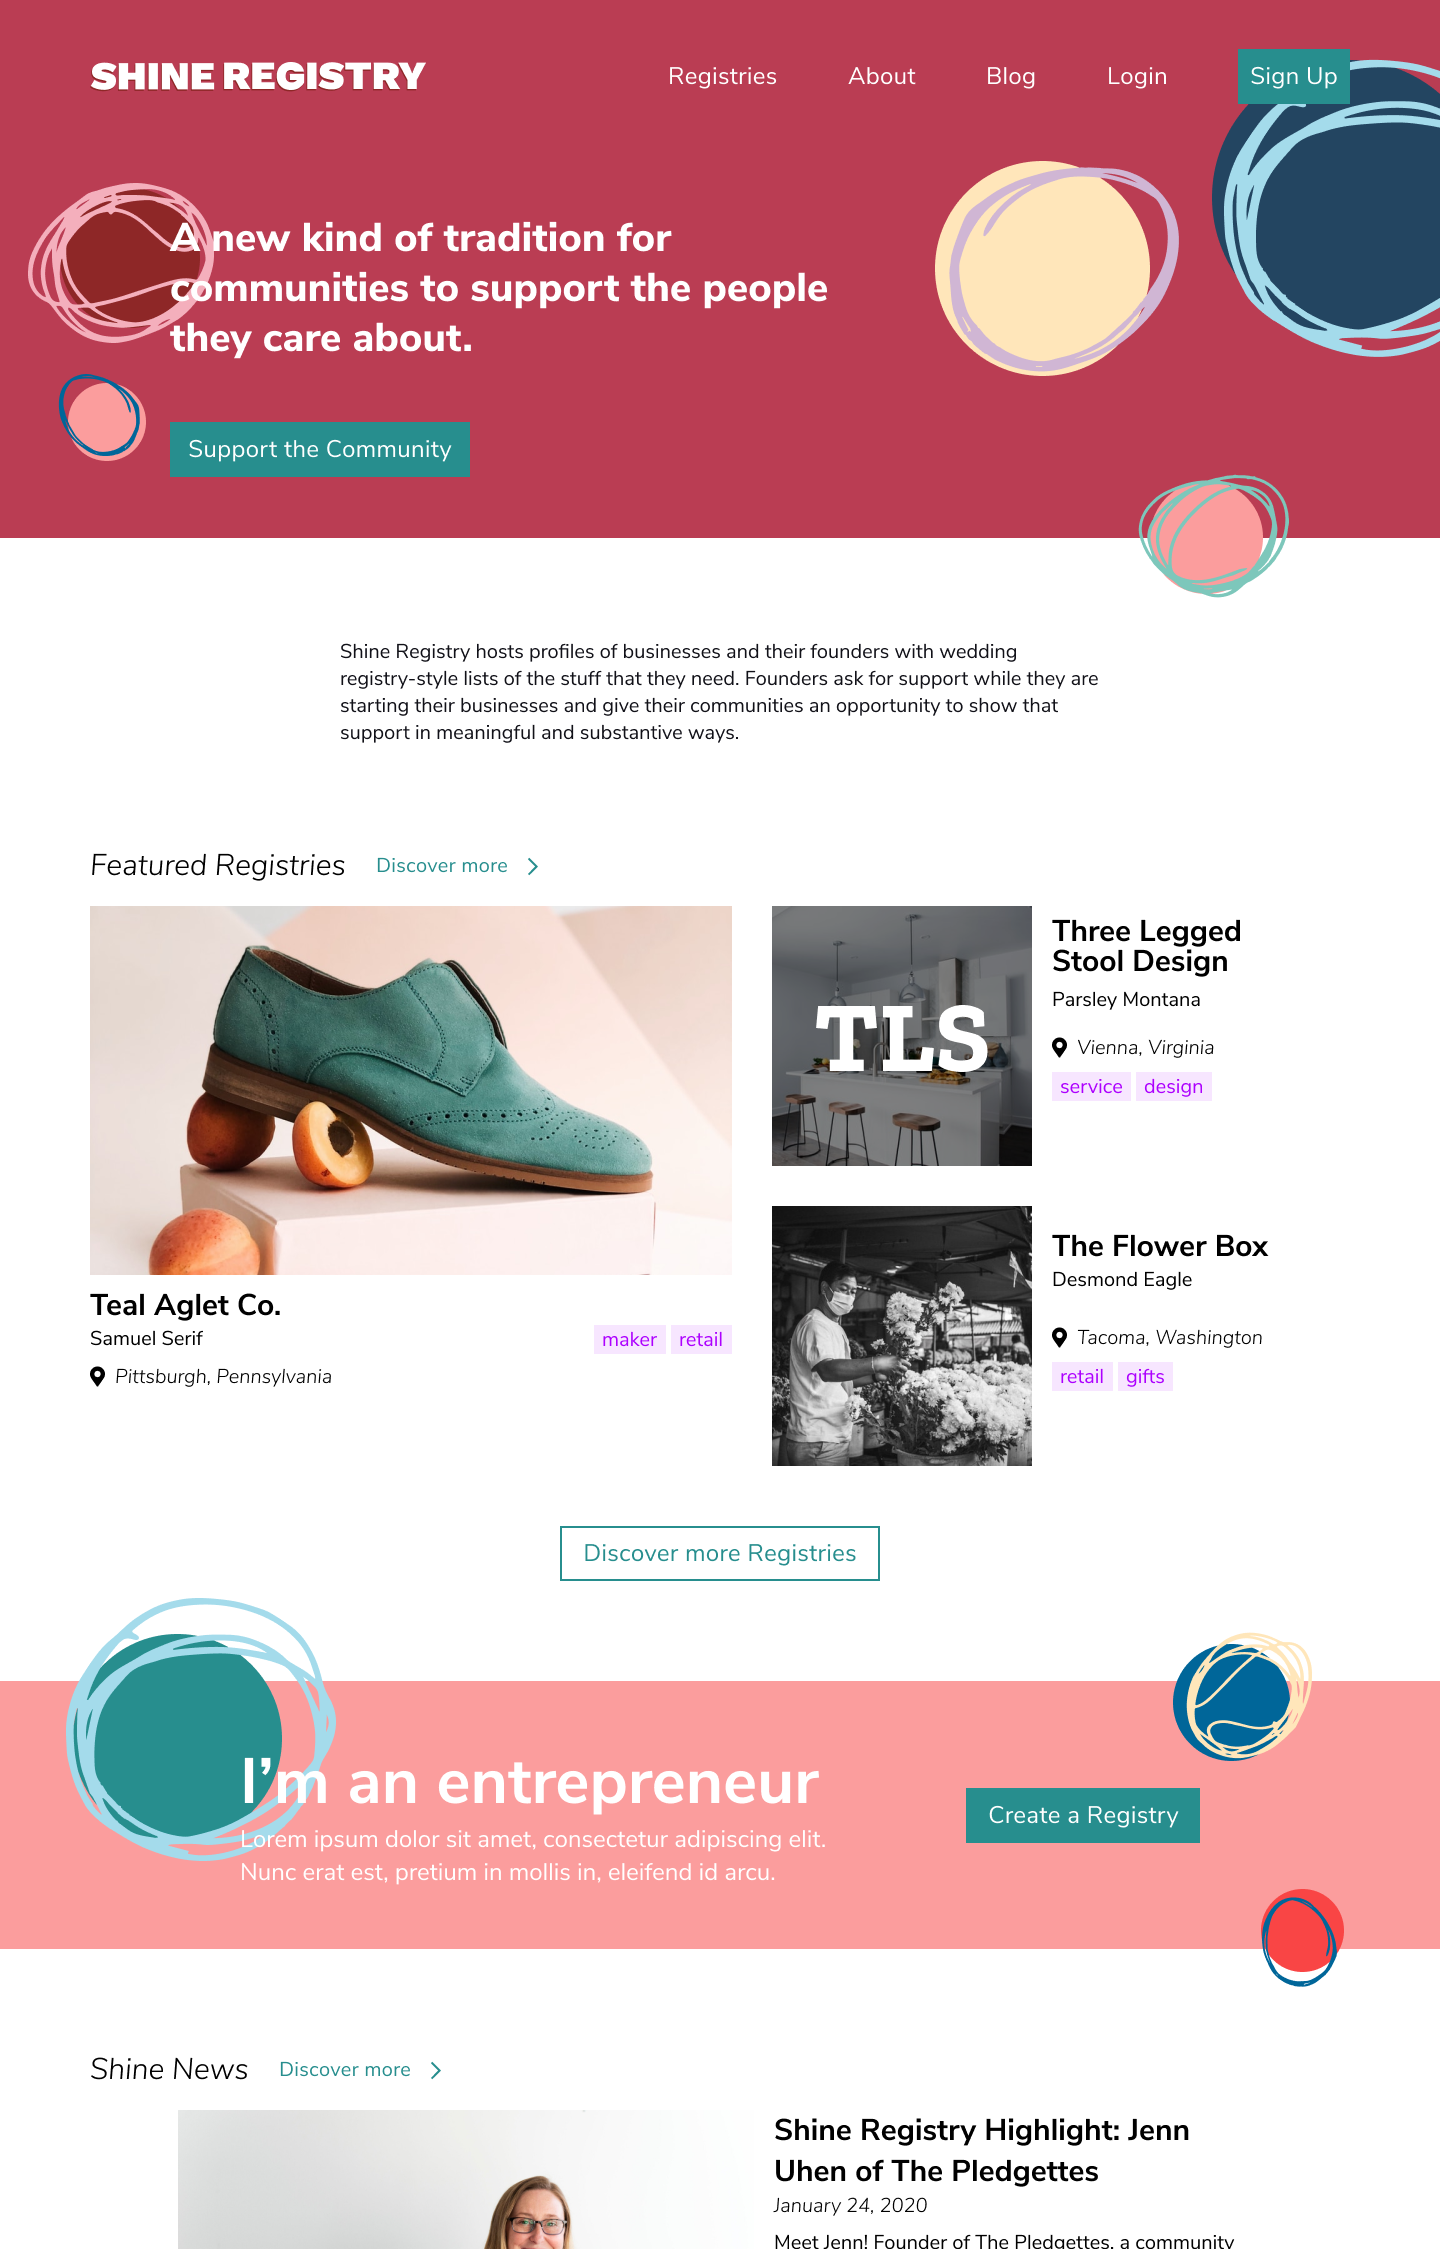 SHINE REGISTRY
Registries
About
Blog
Login
Sign Up
A new kind of tradition for
communities to support the people
they care about.
Support the Community
Shine Registry hosts profiles of businesses and their founders with wedding
registry-style lists of the stuff that they need. Founders ask for support while they are
starting their businesses and give their communities an opportunity to show that
support in meaningful and substantive ways.
Featured Registries
Discover more
Teal Aglet Co.
Samuel Serif
Pittsburgh, Pennsylvania
maker
retail
TLS
Three Legged
Stool Design
Parsley Montana
Vienna, Virginia
service
design
The Flower Box
Desmond Eagle
Tacoma, Washington
retail
gifts
Discover more Registries
I’m an entrepreneur
Lorem ipsum dolor sit amet, consectetur adipiscing elit.
Nunc erat est, pretium in mollis in, eleifend id arcu.
Create a Registry
Shine News
Discover more
Shine Registry Highlight: Jenn
Uhen of The Pledgettes
January 24, 2020
Meet Jenn! Founder of The Pledgettes, a community